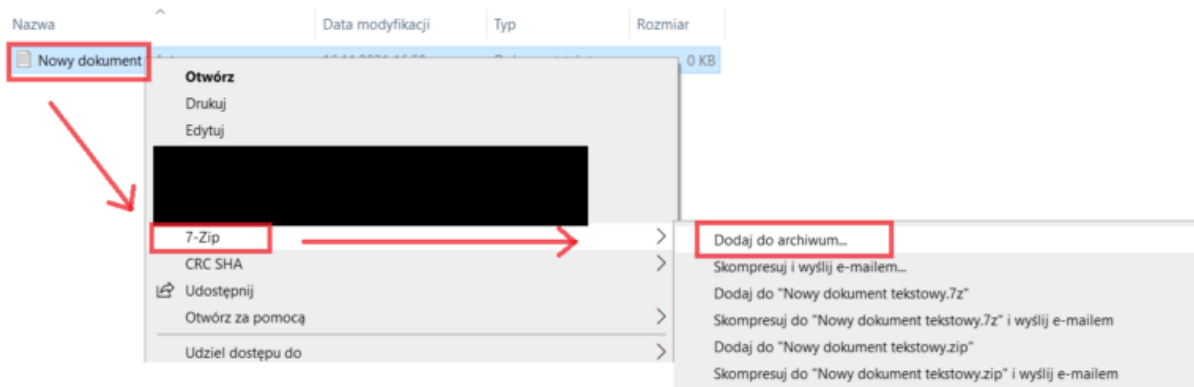 Nazwa Data modyfikacji Typ Rozmiar
Nowy dokument 0 KB
Otwórz
Drukuj
Edytuj
7-Zip
CRC SHA
Udostępnij
Otwórz za pomocą
Udziel dostępu do
Dodaj do archiwum...
Skompresuj i wyślij e-mailem...
Dodaj do "Nowy dokument tekstowy.7z"
Skompresuj do "Nowy dokument tekstowy.7z" i wyślij e-mailem
Dodaj do "Nowy dokument tekstowy.zip"
Skompresuj do "Nowy dokument tekstowy.zip" i wyślij e-mailem